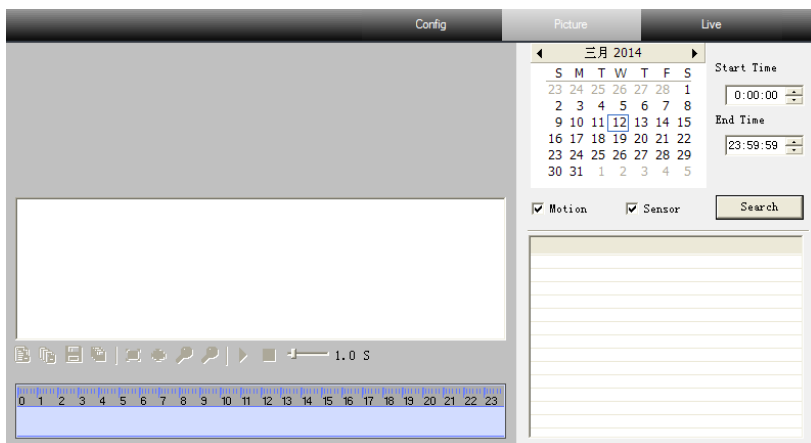 Config Picture Live
三月 2014
S M T W T F S
23 24 25 26 27 28 1
2 3 4 5 6 7 8
9 10 11 12 13 14 15
16 17 18 19 20 21 22
23 24 25 26 27 28 29
30 31 1 2 3 4 5
Start Time
0:00:00
End Time
23:59:59
Motion Sensor Search
1.0 S
0 1 2 3 4 5 6 7 8 9 10 11 12 13 14 15 16 17 18 19 20 21 22 23